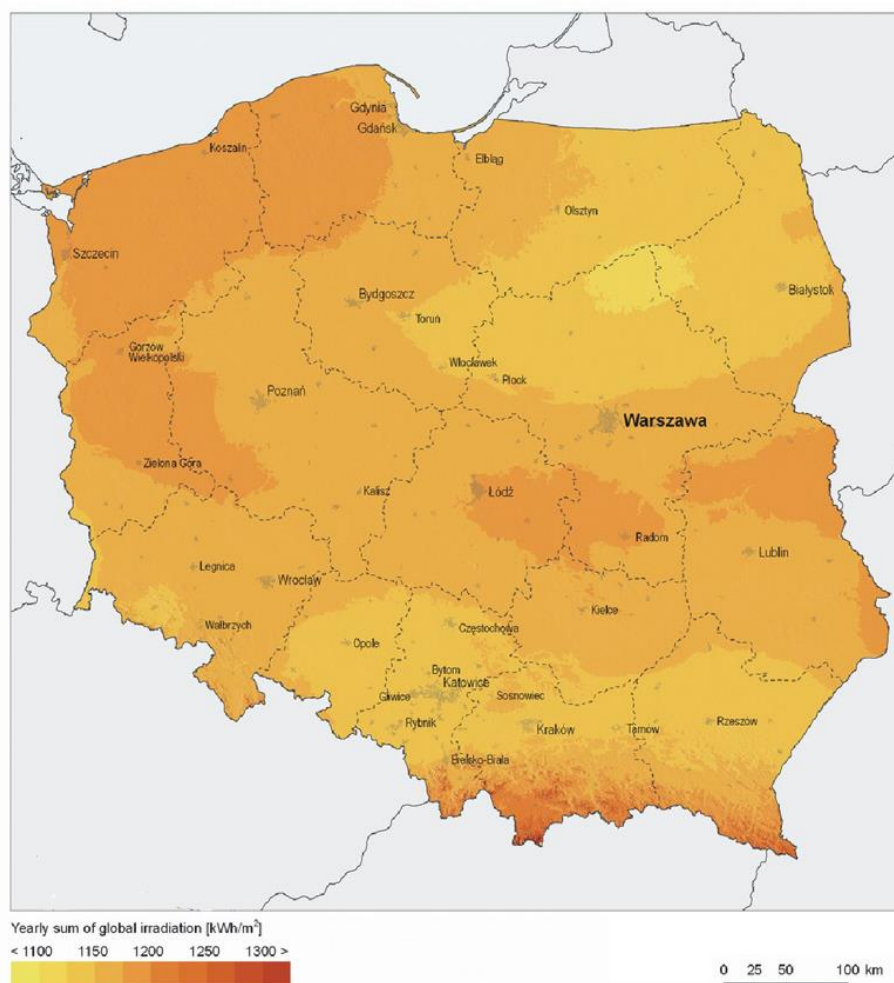 Gdynia
Gdańsk
Koszalin
Elbląg
Olsztyn
Szczecin
Białystok
Bydgoszcz
Toruń
Gorzów
Wielkopolski
Włocławek
Płock
Poznań
Warszawa
Zielona Góra
Kalisz
Łódź
Radom
Lublin
Legnica
Wrocław
Kielce
Wałbrzych
Częstochowa
Opole
Bytom
Katowice
Gliwice
Sosnowiec
Rybnik
Kraków
Tarnów
Rzeszów
Bielsko-Biała
Yearly sum of global irradiation [kWh/m²]
< 1100 1150 1200 1250 1300 >
0 25 50 100 km